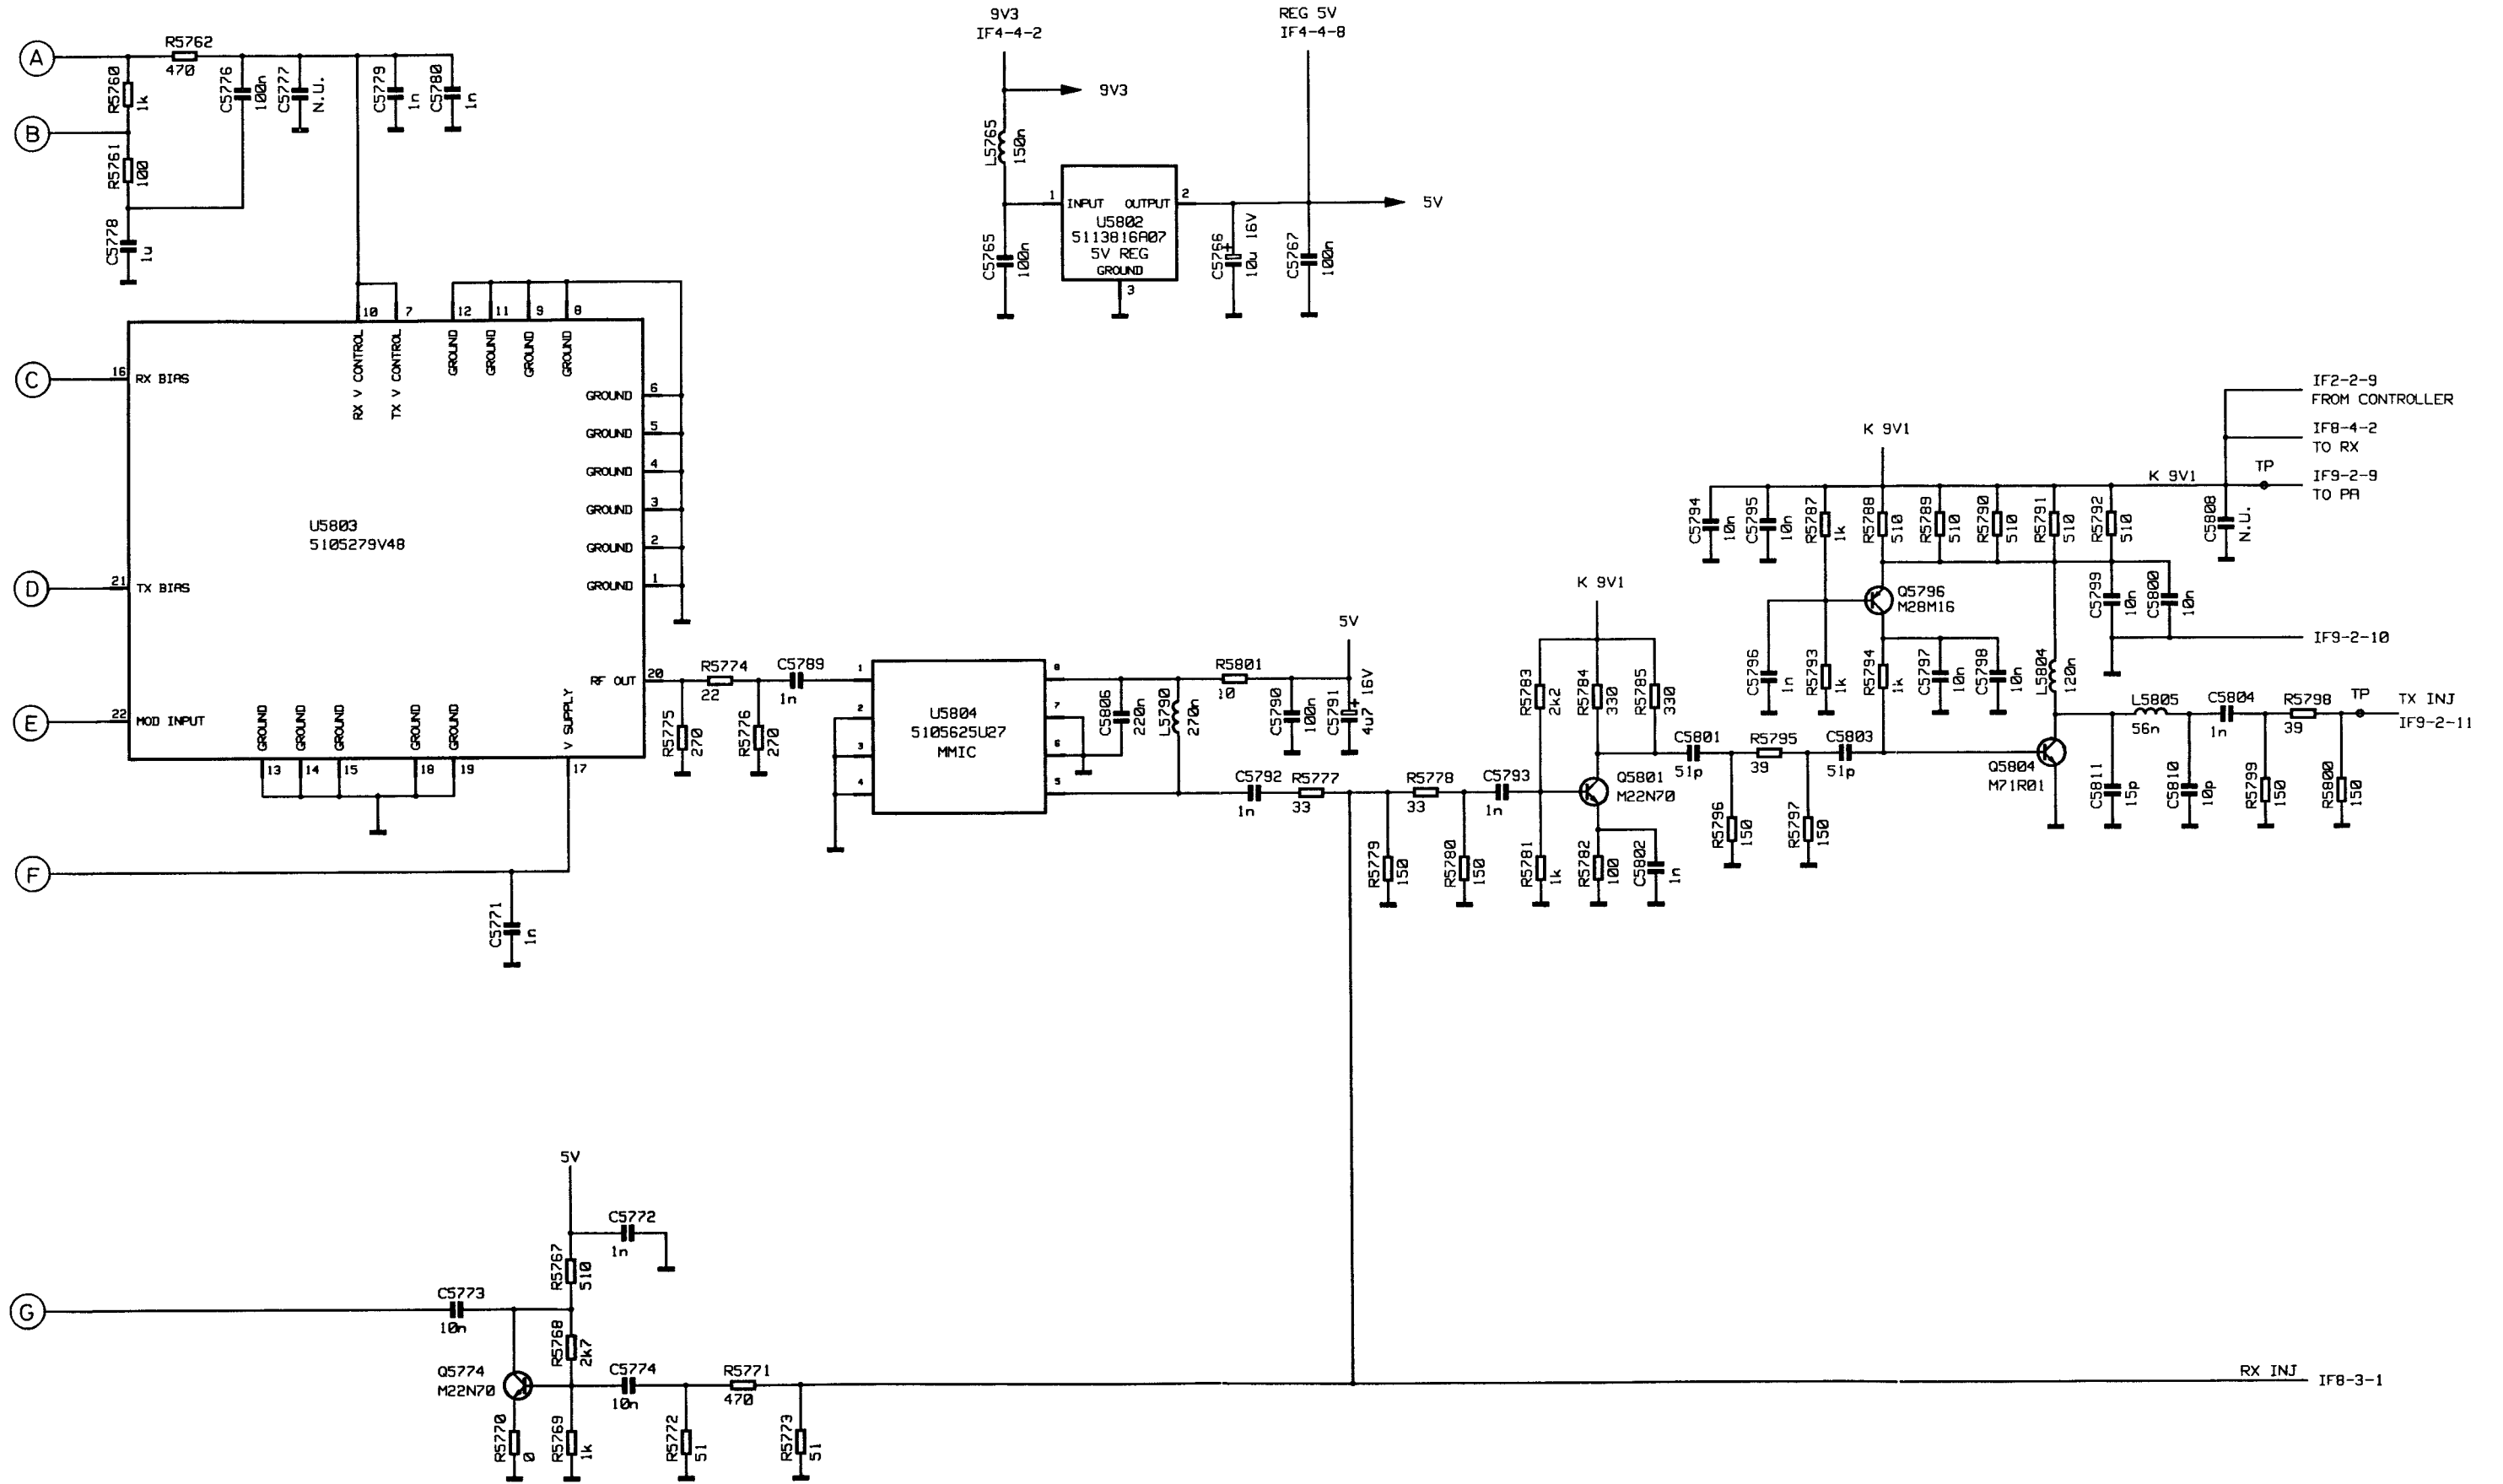 9V3
IF4-4-2
REG 5V
IF4-4-8
A
R5762
470
R5760
1k
C5776
100n
C5777
N.U.
C5779
1n
C5780
1n
9V3
B
R5761
100
L5765
150n
1
INPUT
OUTPUT
2
U5802
5113816A07
5V REG
GROUND
3
5V
C5778
1u
C5765
100n
C5766
+
10u 16V
C5767
100n
10
7
12
11
9
8
RX V CONTROL
TX V CONTROL
GROUND
GROUND
GROUND
GROUND
C
16
RX BIAS
GROUND
6
GROUND
5
GROUND
4
GROUND
3
GROUND
2
GROUND
1
U5803
5105279V48
D
21
TX BIAS
RF OUT
20
E
22
MOD INPUT
GROUND
GROUND
GROUND
GROUND
GROUND
V SUPPLY
13
14
15
18
19
17
F
C5771
1n
R5774
22
C5789
1n
R5775
270
R5776
270
1
2
3
4
8
7
6
5
U5804
5105625U27
MMIC
C5806
220n
L5790
270n
R5801
10
5V
C5790
100n
C5791
+
4u7 16V
C5792
1n
R5777
33
R5778
33
C5793
1n
R5779
150
R5780
150
K 9V1
R5783
2k2
R5784
330
R5785
330
Q5801
M22N70
R5781
1k
R5782
100
C5802
1n
C5801
51p
R5795
39
C5803
51p
R5796
150
R5797
150
K 9V1
C5794
10n
C5795
10n
R5787
1k
R5788
510
R5789
510
R5790
510
R5791
510
R5792
510
K 9V1
TP
C5808
N.U.
IF2-2-9
FROM CONTROLLER
IF8-4-2
TO RX
IF9-2-9
TO PA
Q5796
M28M16
C5796
1n
R5793
1k
R5794
1k
C5797
10n
C5798
10n
L5804
120n
C5799
10n
C5800
10n
IF9-2-10
Q5804
M71R01
L5805
56n
C5804
1n
R5798
39
TP
TX INJ
IF9-2-11
C5811
15p
C5810
10p
R5799
150
R5800
150
5V
C5772
1n
R5767
510
G
C5773
10n
R5768
2k7
Q5774
M22N70
C5774
10n
R5771
470
R5770
0
R5769
1k
R5772
51
R5773
51
RX INJ
IF8-3-1